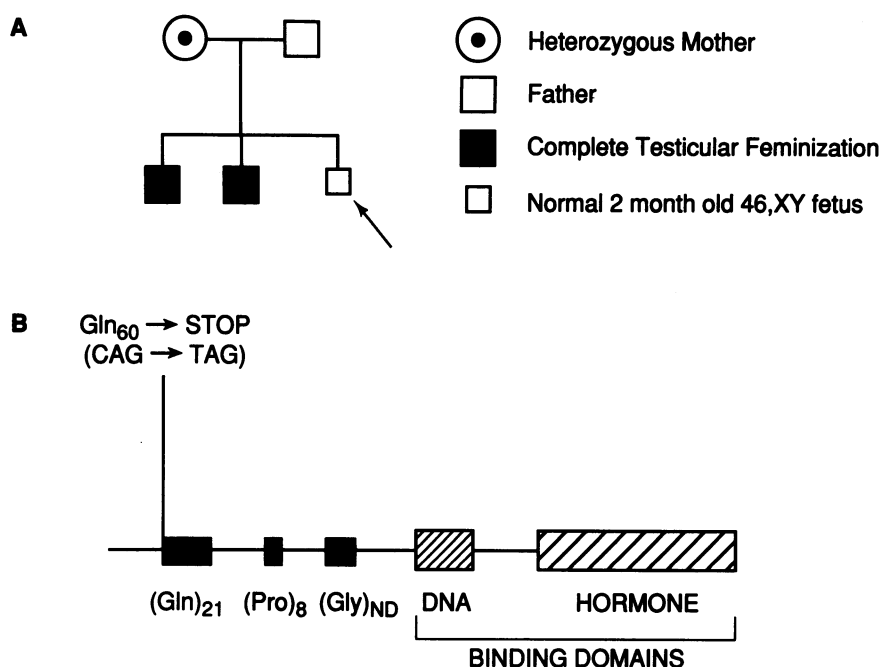 A
Heterozygous Mother
Father
Complete Testicular Feminization
Normal 2 month old 46,XY fetus
B
Gln60 → STOP
(CAG → TAG)
(Gln)21 (Pro)8 (Gly)ND DNA HORMONE
BINDING DOMAINS